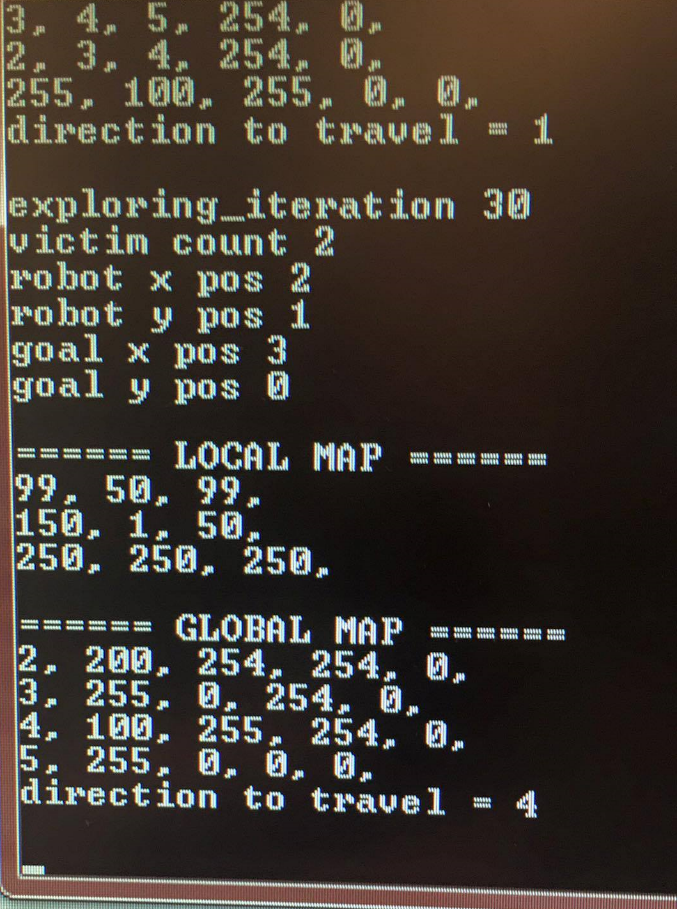 3, 4, 5, 254, 0,
2, 3, 4, 254, 0,
255, 100, 255, 0, 0,
direction to travel = 1
exploring_iteration 30
victim count 2
robot x pos 2
robot y pos 1
goal x pos 3
goal y pos 0
====== LOCAL MAP ======
99, 50, 99,
150, 1, 50,
250, 250, 250,
====== GLOBAL MAP ======
2, 200, 254, 254, 0,
3, 255, 0, 254, 0,
4, 100, 255, 254, 0,
5, 255, 0, 0, 0,
direction to travel = 4